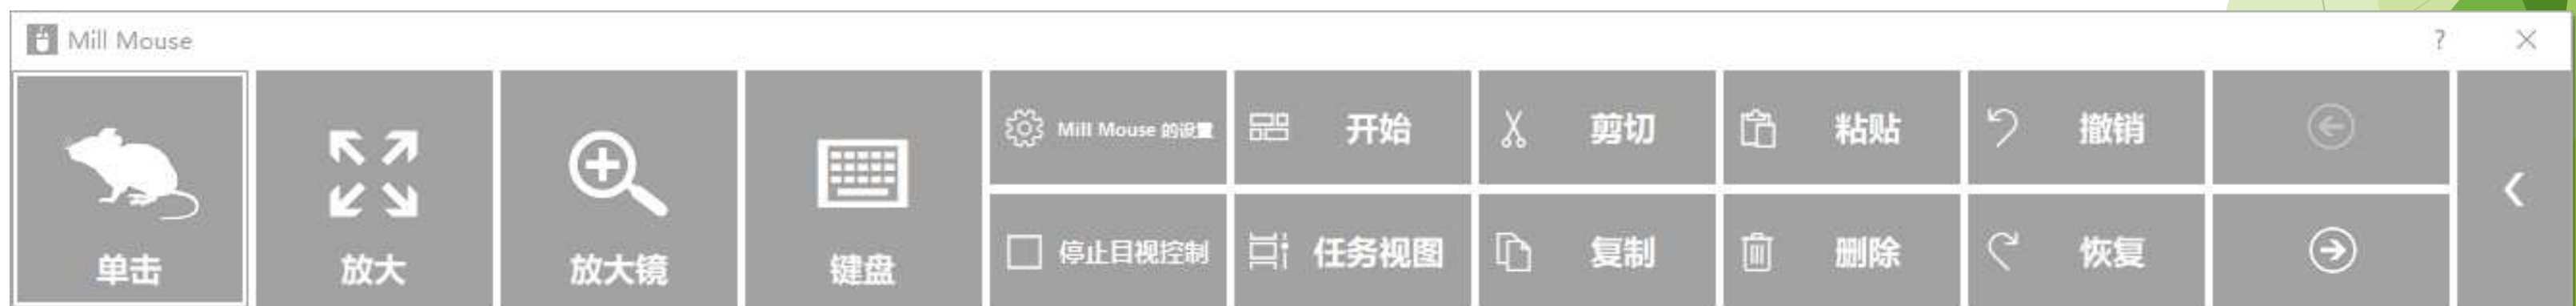 Mill Mouse
?
单击
放大
放大镜
键盘
Mill Mouse 的设置
开始
剪切
粘贴
撤销
停止目视控制
任务视图
复制
删除
恢复